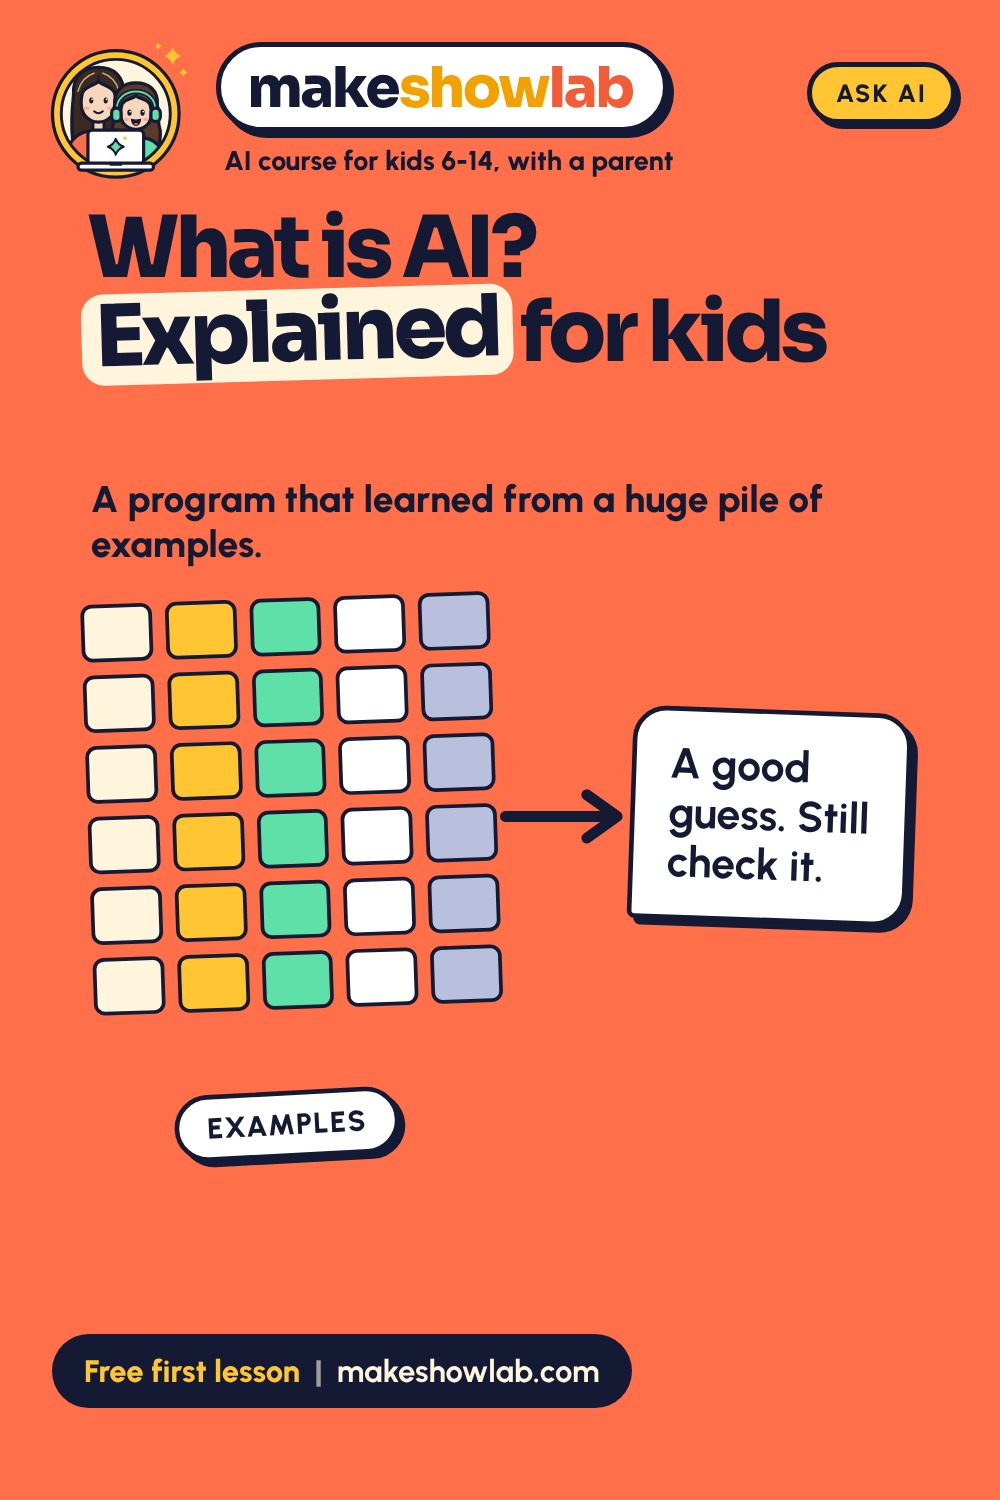 makeshowlab
ASK AI
AI course for kids 6-14, with a parent
What is AI?
Explained for kids
A program that learned from a huge pile of
examples.
A good
guess. Still
check it.
EXAMPLES
Free first lesson | makeshowlab.com